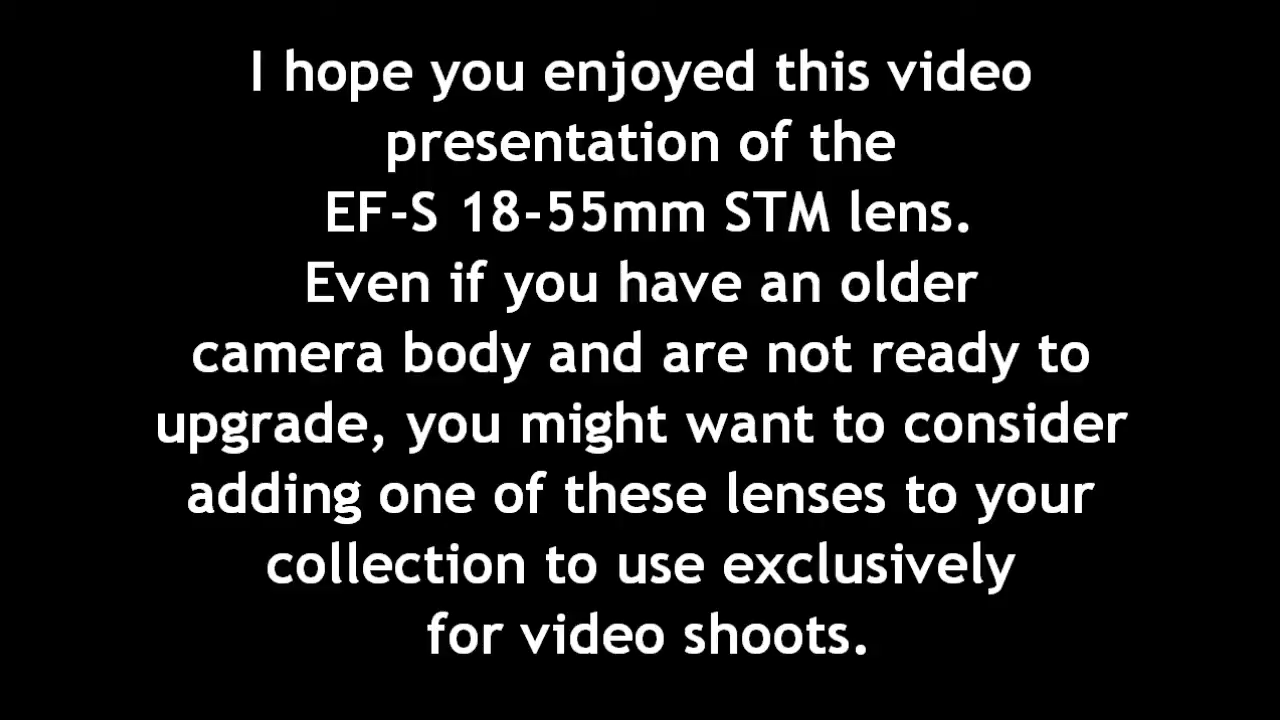 I hope you enjoyed this video
presentation of the
EF-S 18-55mm STM lens.
Even if you have an older
camera body and are not ready to
upgrade, you might want to consider
adding one of these lenses to your
collection to use exclusively
for video shoots.